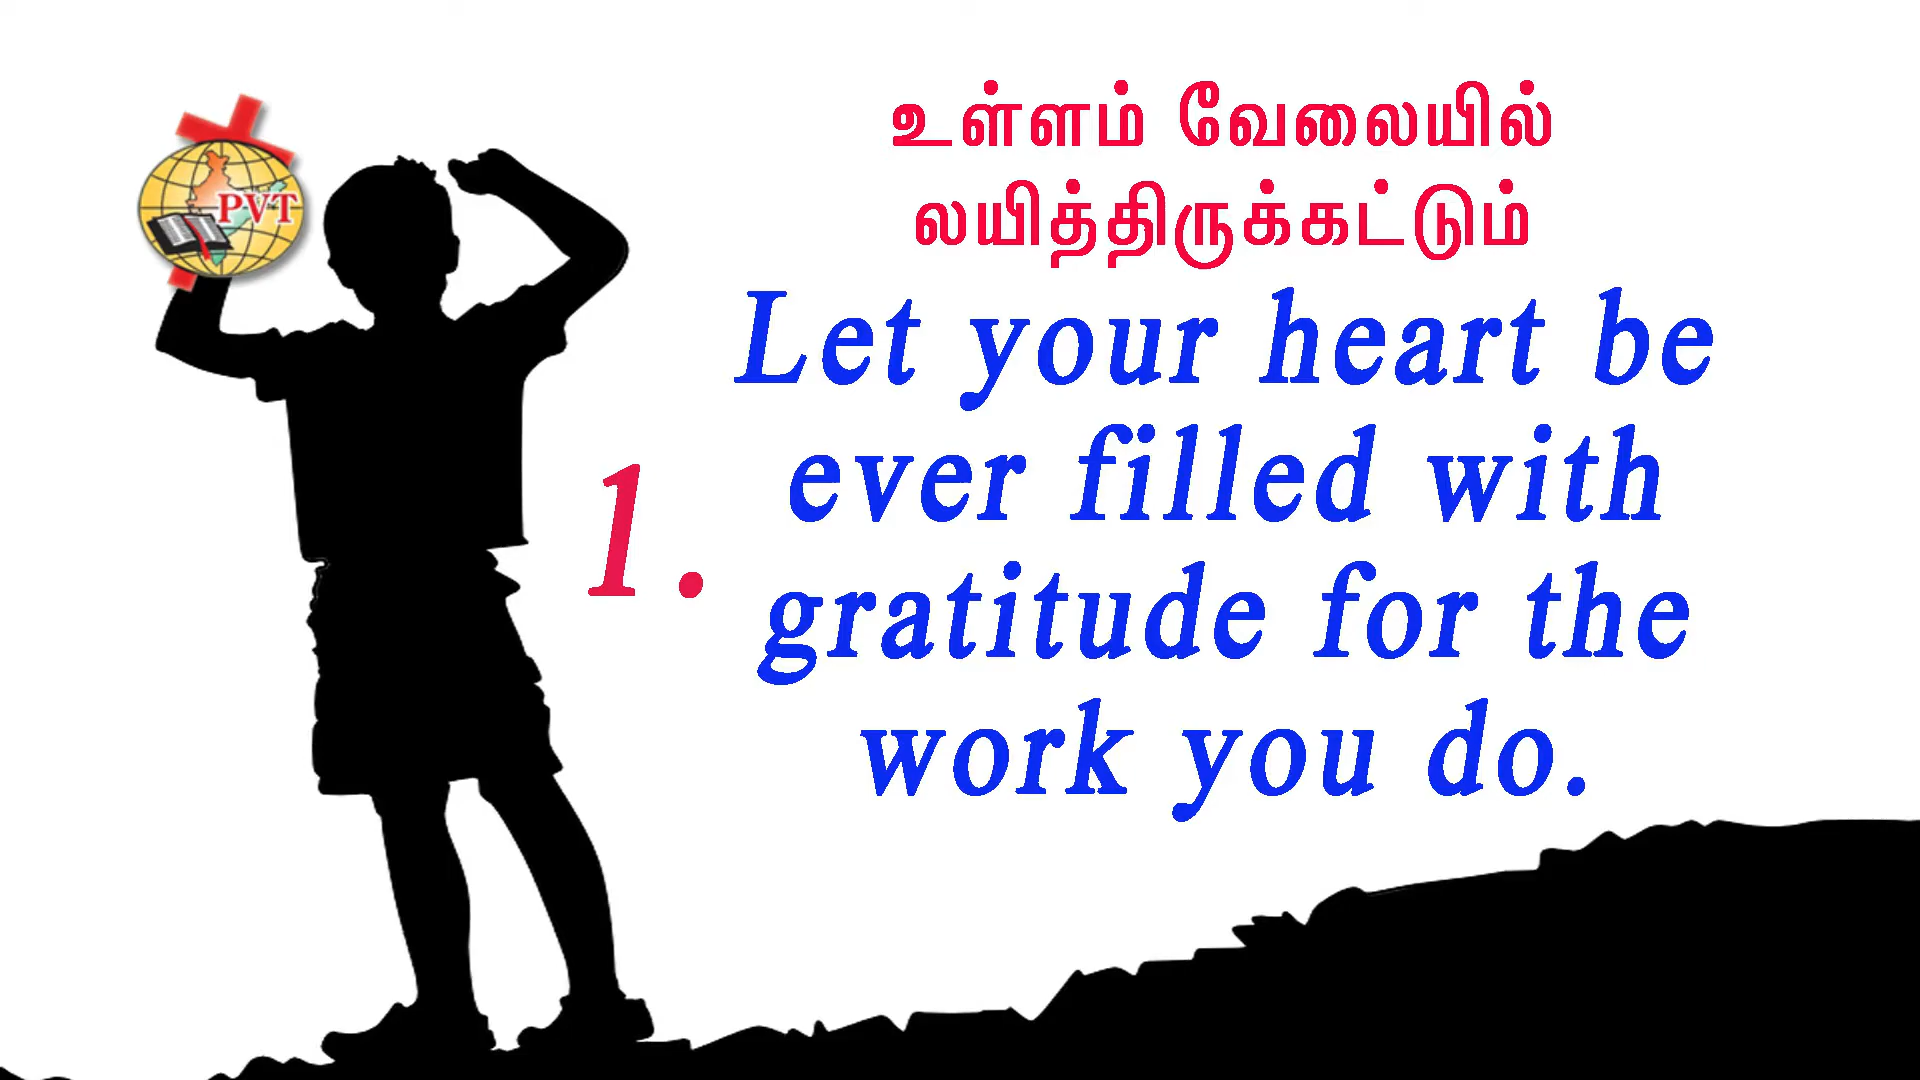 PVT
உள்ளம் வேலையில்
லயித்திருக்கட்டும்
1.
Let your heart be
ever filled with
gratitude for the
work you do.